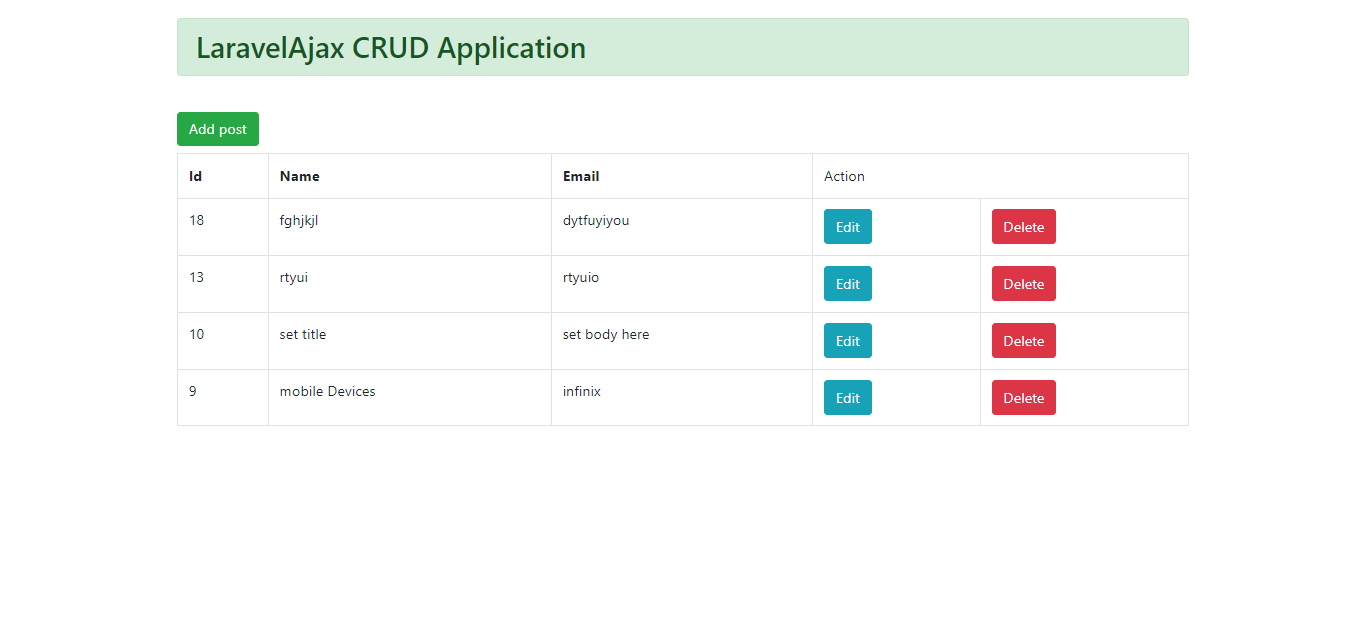 LaravelAjax CRUD Application
Add post
Id Name Email Action
18 fghjkjl dytfuyiyou Edit Delete
13 rtyui rtyuio Edit Delete
10 set title set body here Edit Delete
9 mobile Devices infinix Edit Delete